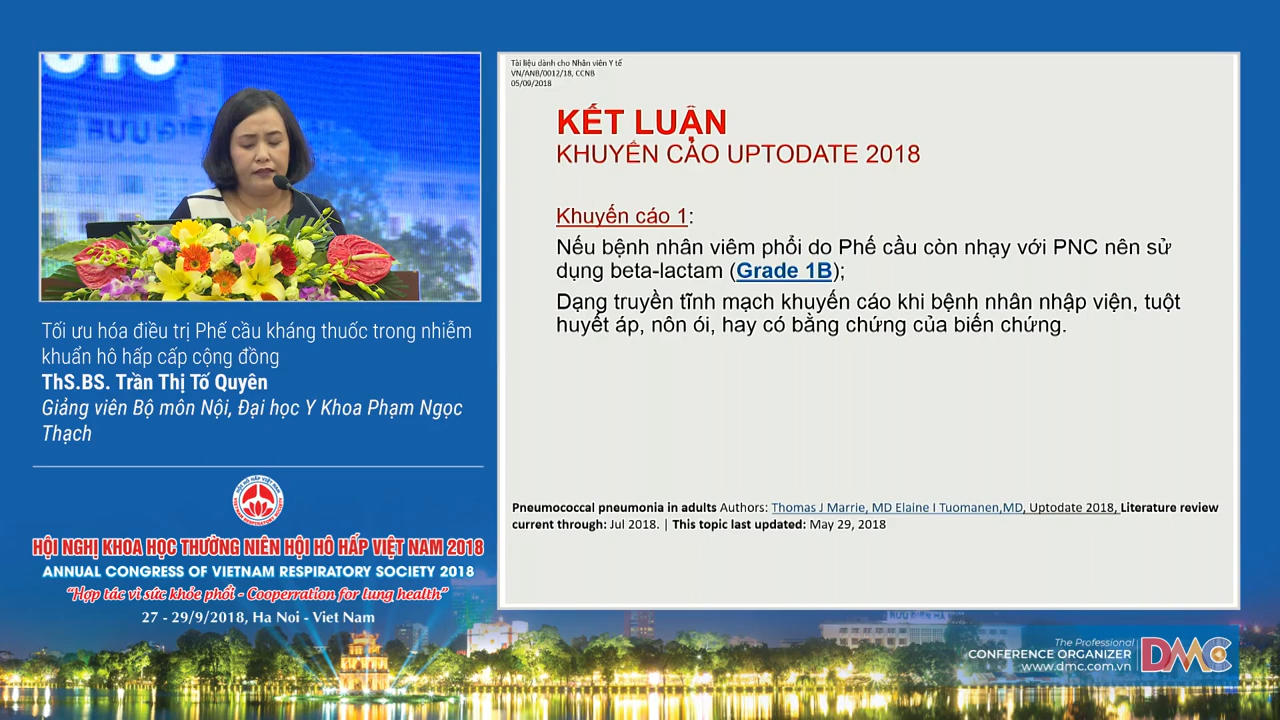 Tài liệu dành cho Nhân viên Y tế
VN/ANB/0012/18, CCNB
05/09/2018
KẾT LUẬN
KHUYẾN CÁO UPTODATE 2018
Khuyến cáo 1:
Nếu bệnh nhân viêm phổi do Phế cầu còn nhạy với PNC nên sử
dụng beta-lactam (Grade 1B);
Dạng truyền tĩnh mạch khuyến cáo khi bệnh nhân nhập viện, tuột
huyết áp, nôn ói, hay có bằng chứng của biến chứng.
Pneumococcal pneumonia in adults Authors: Thomas J Marrie, MD Elaine I Tuomanen,MD, Uptodate 2018, Literature review
current through: Jul 2018. | This topic last updated: May 29, 2018
Tối ưu hóa điều trị Phế cầu kháng thuốc trong nhiễm
khuẩn hô hấp cấp cộng đồng
ThS.BS. Trần Thị Tố Quyên
Giảng viên Bộ môn Nội, Đại học Y Khoa Phạm Ngọc
Thạch
HỘI NGHỊ KHOA HỌC THƯỜNG NIÊN HỘI HÔ HẤP VIỆT NAM 2018
ANNUAL CONGRESS OF VIETNAM RESPIRATORY SOCIETY 2018
“Hợp tác vì sức khỏe phổi - Cooperration for lung health”
27 - 29/9/2018, Ha Noi - Viet Nam
The Professional
CONFERENCE ORGANIZER
www.dmc.com.vn
DMC